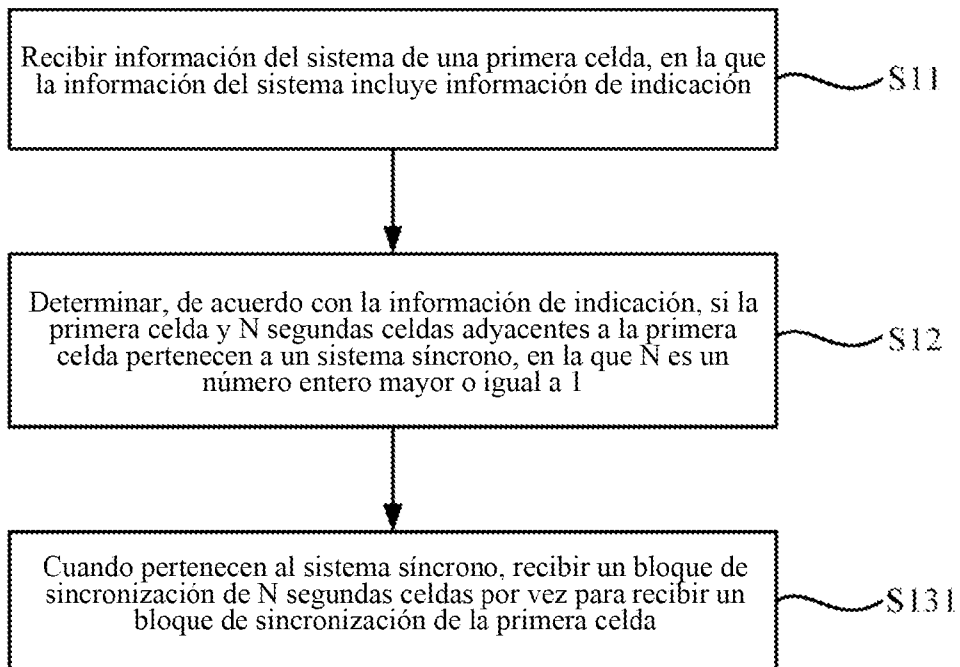 Recibir información del sistema de una primera celda, en la que
la información del sistema incluye información de indicación
S11
Determinar, de acuerdo con la información de indicación, si la
primera celda y N segundas celdas adyacentes a la primera
celda pertenecen a un sistema síncrono, en la que N es un
número entero mayor o igual a 1
S12
Cuando pertenecen al sistema síncrono, recibir un bloque de
sincronización de N segundas celdas por vez para recibir un
bloque de sincronización de la primera celda
S131